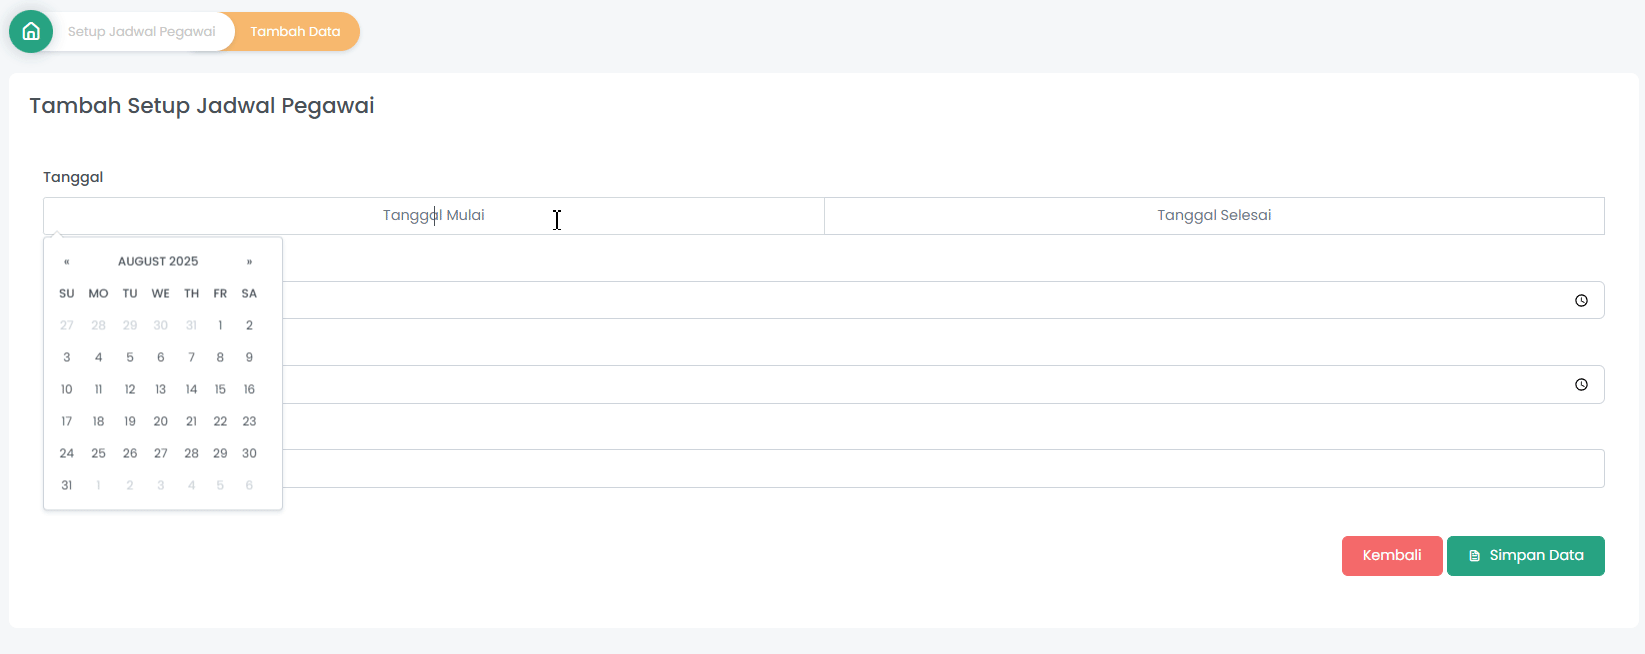 Setup Jadwal Pegawai Tambah Data
Tambah Setup Jadwal Pegawai
Tanggal
Tanggal Mulai Tanggal Selesai
« AUGUST 2025 »
SU MO TU WE TH FR SA
27 28 29 30 31 1 2
3 4 5 6 7 8 9
10 11 12 13 14 15 16
17 18 19 20 21 22 23
24 25 26 27 28 29 30
31 1 2 3 4 5 6
Kembali Simpan Data